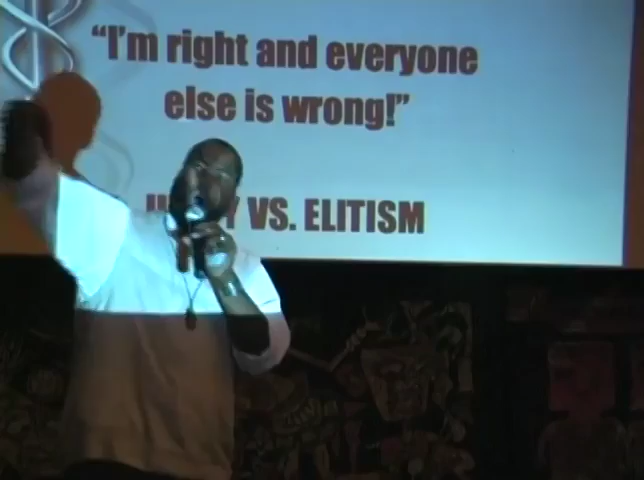 “I'm right and everyone
else is wrong!”
VS. ELITISM